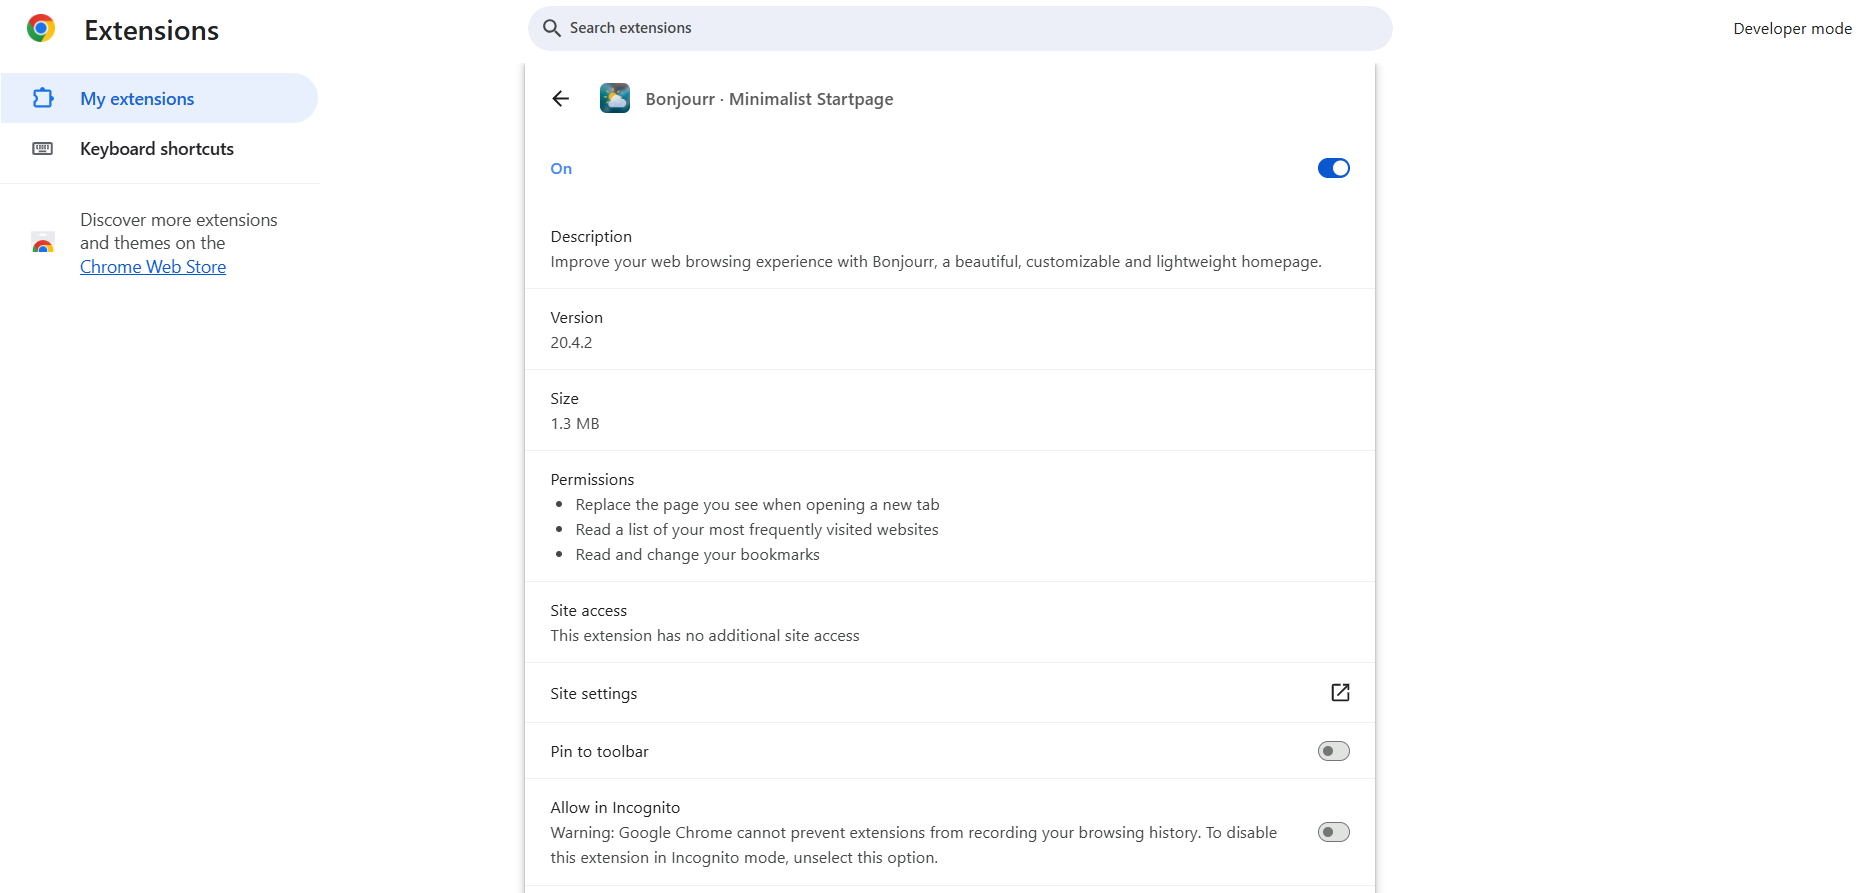 Extensions
Search extensions
Developer mode
My extensions
Keyboard shortcuts
Discover more extensions
and themes on the
Chrome Web Store
Bonjourr · Minimalist Startpage
On
Description
Improve your web browsing experience with Bonjourr, a beautiful, customizable and lightweight homepage.
Version
20.4.2
Size
1.3 MB
Permissions
• Replace the page you see when opening a new tab
• Read a list of your most frequently visited websites
• Read and change your bookmarks
Site access
This extension has no additional site access
Site settings
Pin to toolbar
Allow in Incognito
Warning: Google Chrome cannot prevent extensions from recording your browsing history. To disable
this extension in Incognito mode, unselect this option.